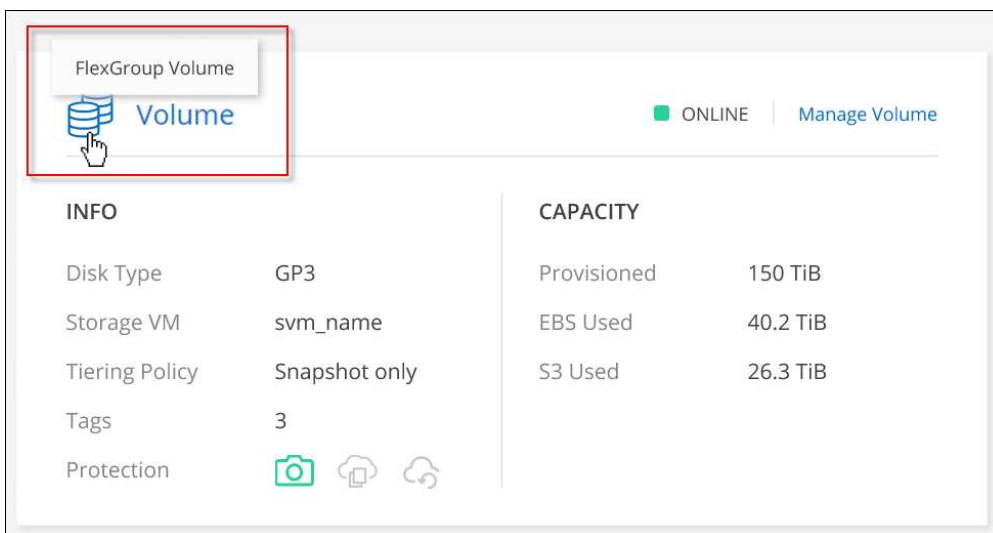 FlexGroup Volume
Volume
ONLINE Manage Volume
INFO
Disk Type GP3
Storage VM svm_name
Tiering Policy Snapshot only
Tags 3
Protection
CAPACITY
Provisioned 150 TiB
EBS Used 40.2 TiB
S3 Used 26.3 TiB